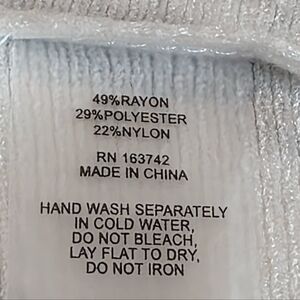 49%RAYON
29%POLYESTER
22%NYLON
RN 163742
MADE IN CHINA
HAND WASH SEPARATELY
IN COLD WATER,
DO NOT BLEACH,
LAY FLAT TO DRY,
DO NOT IRON